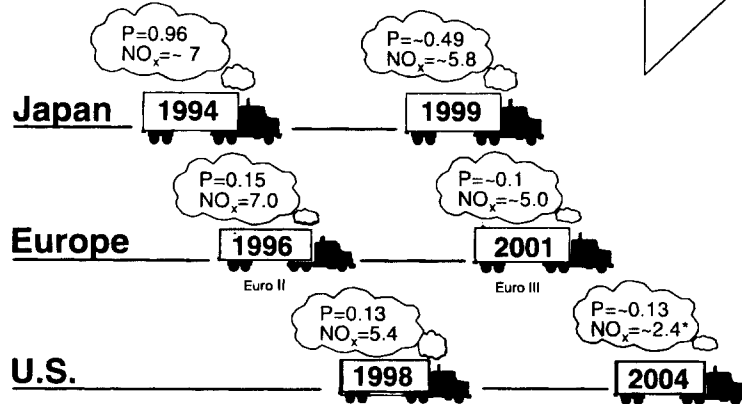 P=0.96
NOx=~7
P=~0.49
NOx=~5.8
Japan
1994
1999
P=0.15
NOx=7.0
P=~0.1
NOx=~5.0
Europe
1996
2001
Euro II
Euro III
P=0.13
NOx=5.4
P=~0.13
NOx=~2.4*
U.S.
1998
2004